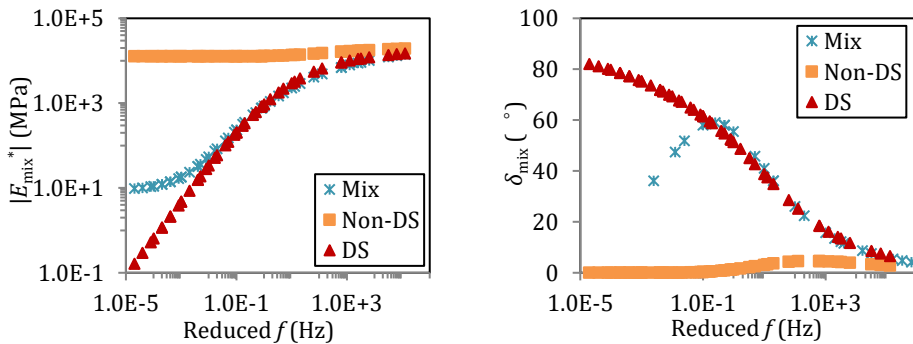 1.0E+5
1.0E+3
1.0E+1
1.0E-1
|E*mix| (MPa)
Mix
Non-DS
DS
1.0E-5
1.0E-1
1.0E+3
Reduced f (Hz)
100
80
60
40
20
0
δmix ( °)
Mix
Non-DS
DS
1.0E-5
1.0E-1
1.0E+3
Reduced f (Hz)